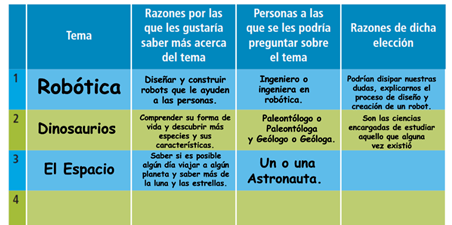 Tema
Razones por las
que les gustaría
saber más acerca
del tema
Personas a las
que se les podría
preguntar sobre
el tema
Razones de dicha
elección
1
Robótica
Diseñar y construir
robots que le ayuden
a las personas.
Ingeniero o
ingeniera en
robótica.
Podrían disipar nuestras
dudas, explicarnos el
proceso de diseño y
creación de un robot.
2
Dinosaurios
Comprender su forma de
vida y descubrir más
especies y sus
características.
Paleontólogo o
Paleontóloga
y Geólogo o Geóloga.
Son las ciencias
encargadas de estudiar
aquello que alguna
vez existió
3
El Espacio
Saber si es posible
algún día viajar a algún
planeta y saber más de
la luna y las estrellas.
Un o una
Astronauta.
4